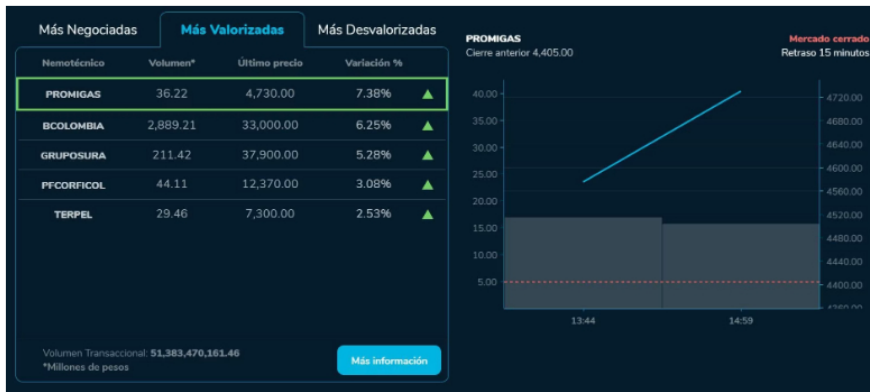 Más Negociadas Más Valorizadas Más Desvalorizadas
Nemotécnico Volumen* Último precio Variación %
PROMIGAS 36.22 4,730.00 7.38%
BCOLOMBIA 2,889.21 33,000.00 6.25%
GRUPOSURA 211.42 37,900.00 5.28%
PFCORFICOL 44.11 12,370.00 3.08%
TERPEL 29.46 7,300.00 2.53%
Volumen Transaccional: 51,383,470,161.46
*Millones de pesos
Más información
PROMIGAS Mercado cerrado
Cierre anterior 4,405.00 Retraso 15 minutos
40.00 4720.00
35.00 4680.00
30.00 4640.00
25.00 4600.00
20.00 4560.00
15.00 4520.00
10.00 4480.00
5.00 4440.00
4400.00
4360.00
13:44 14:59